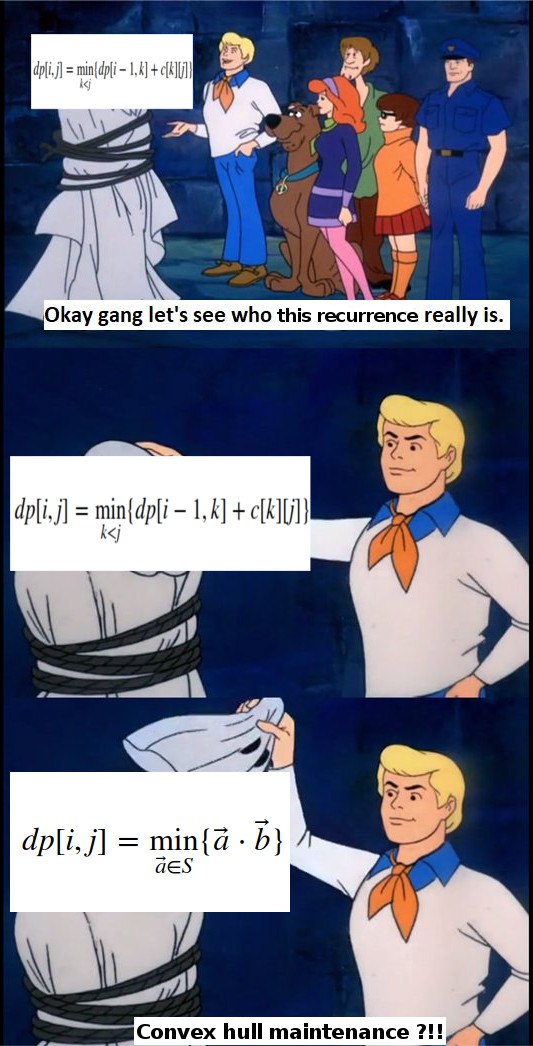 dp[i,j] = min{dp[i − 1,k] + c[k][j]}
k<j
Okay gang let's see who this recurrence really is.
dp[i,j] = min{dp[i − 1,k] + c[k][j]}
k<j
dp[i,j] = min{a⃗ · b⃗}
a⃗∈S
Convex hull maintenance ?!!